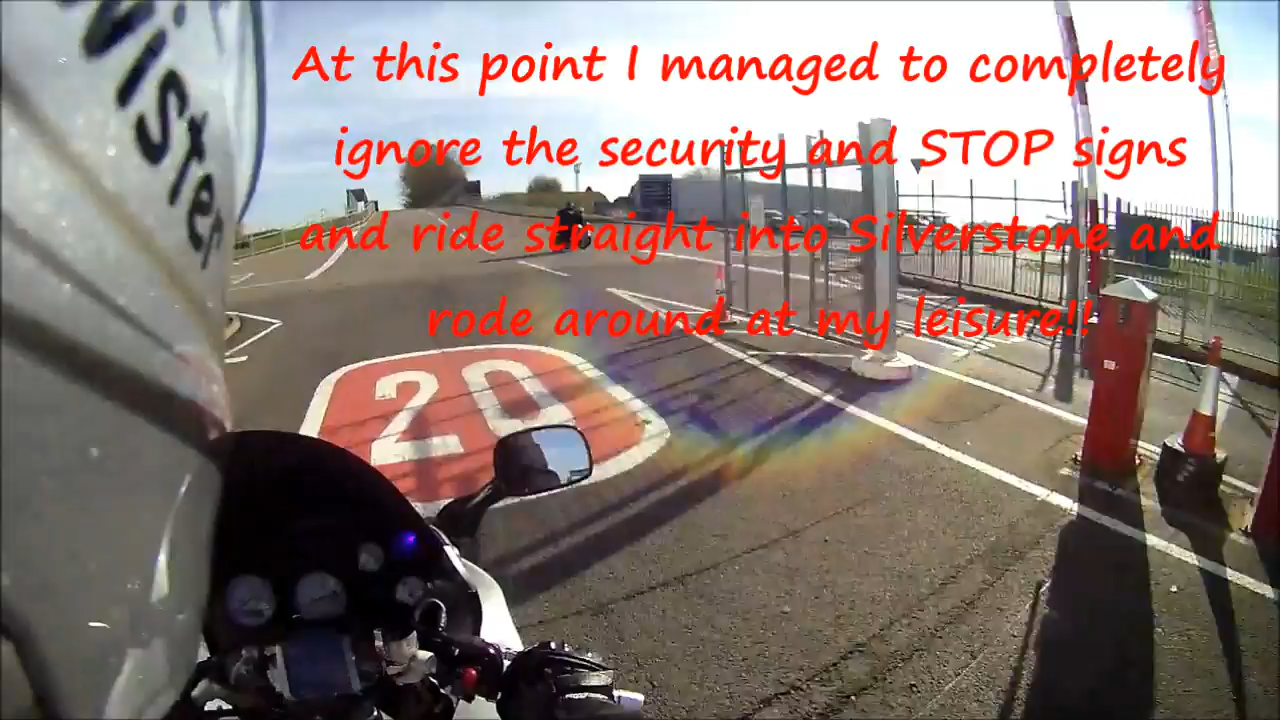 wister
At this point I managed to completely
ignore the security and STOP signs
and ride straight into Silverstone and
rode around at my leisure!!
20